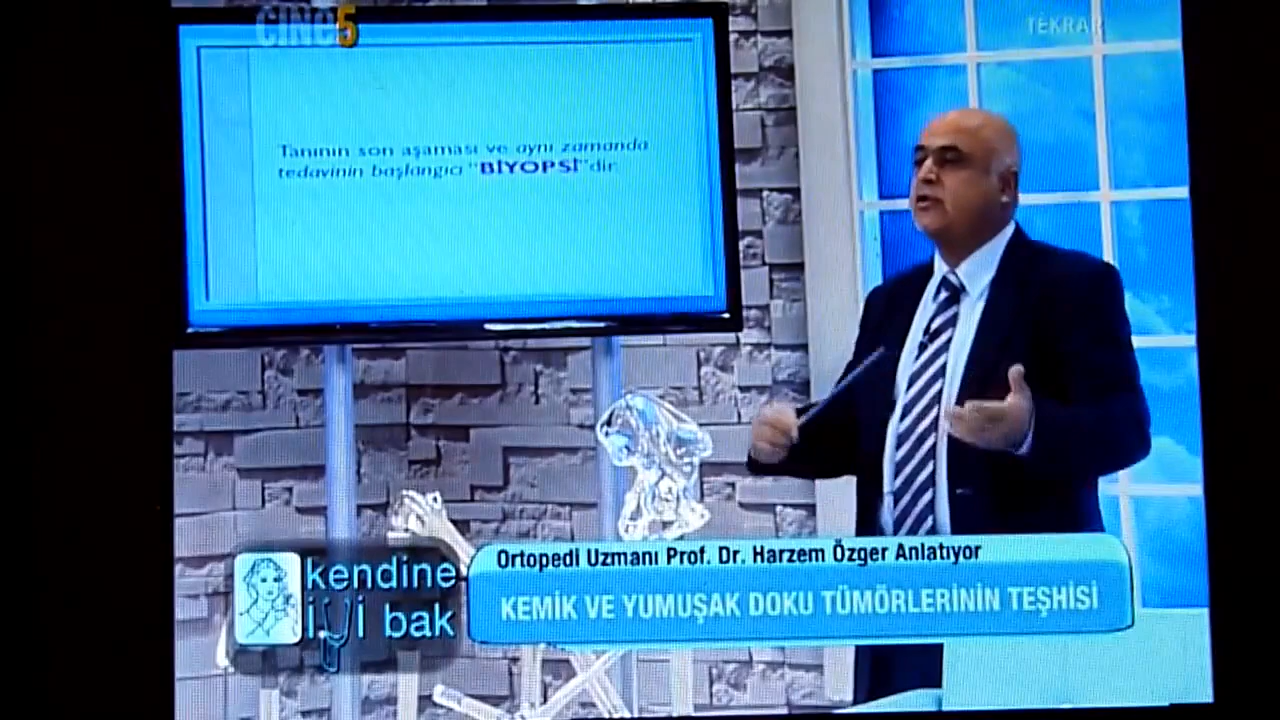 CINE5
TEKRAR
Tanının son aşaması ve aynı zamanda
tedavinin başlangıcı "BİYOPSİ"dir
Ortopedi Uzmanı Prof. Dr. Harzem Özger Anlatıyor
kendine
iyi bak
KEMİK VE YUMUŞAK DOKU TÜMÖRLERİNİN TEŞHİSİ